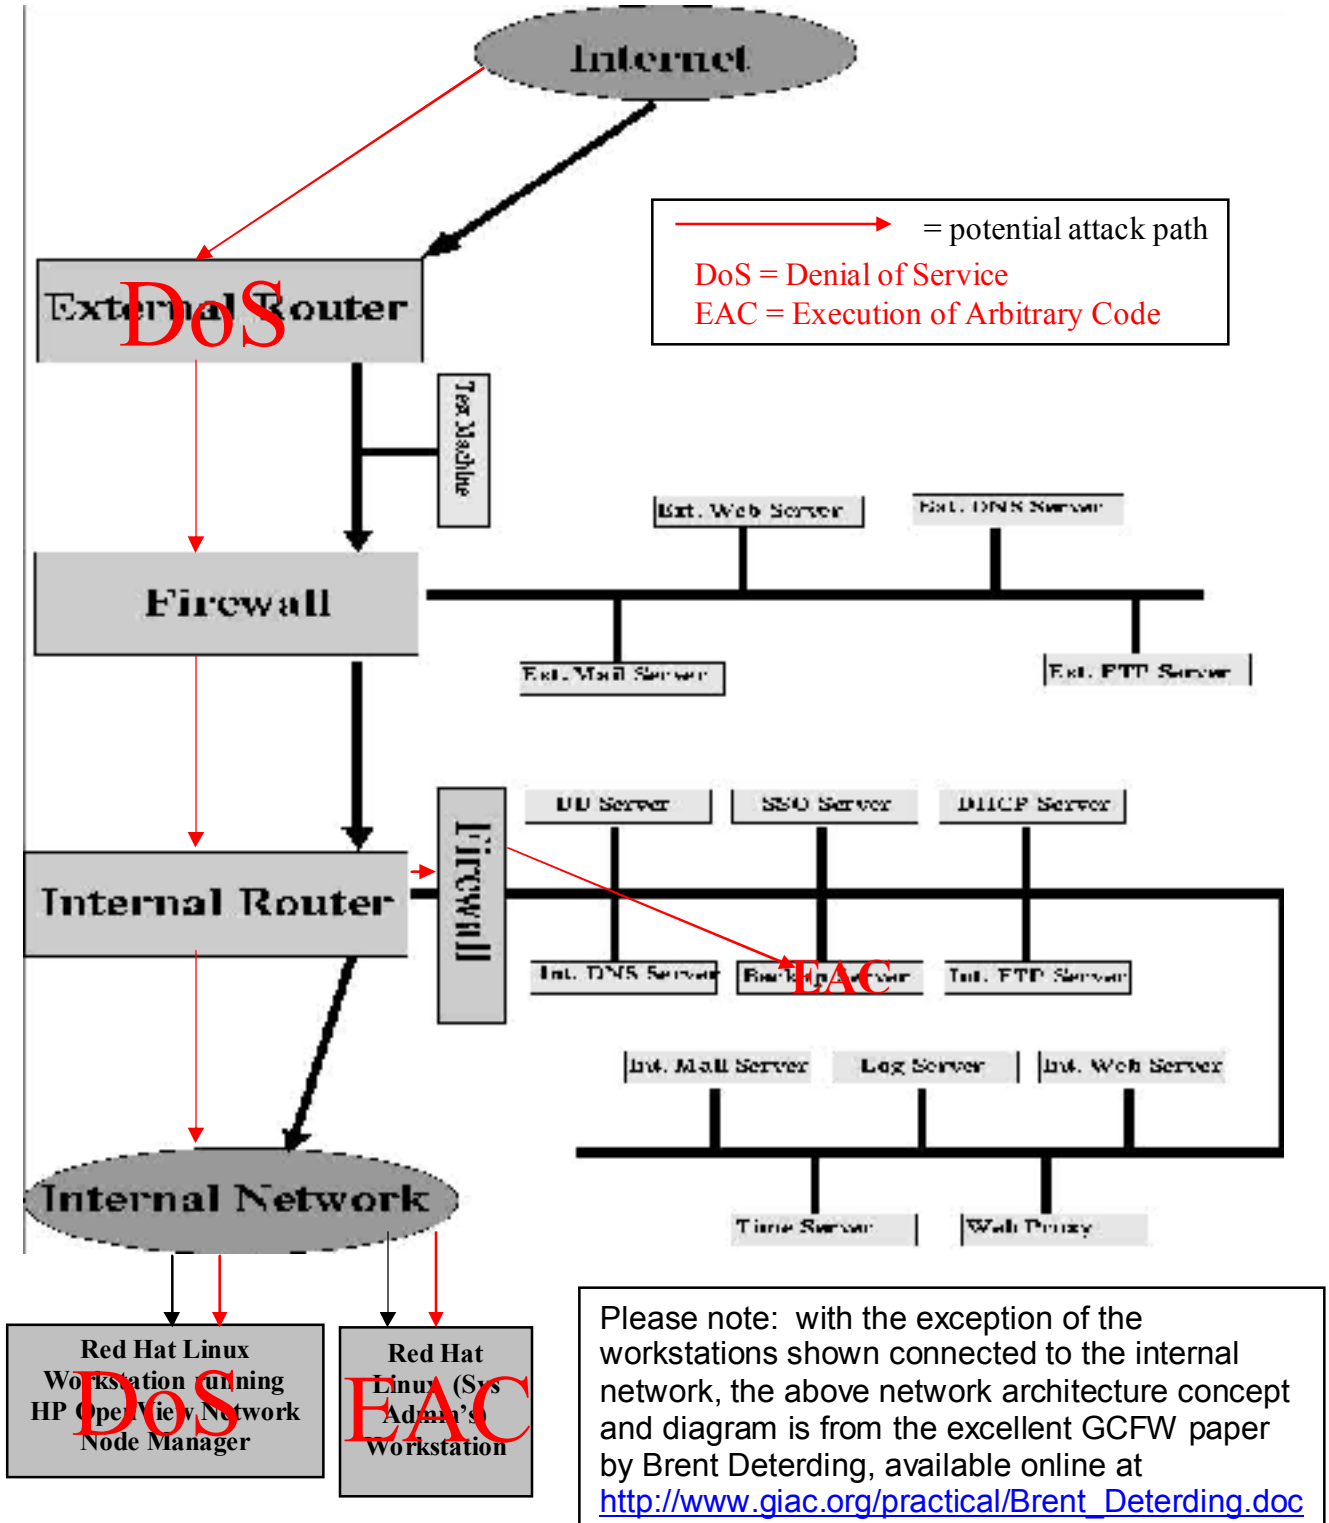 Internet
= potential attack path
DoS = Denial of Service
EAC = Execution of Arbitrary Code
External Router
DoS
Test Machine
Ext. Web Server
Ext. DNS Server
Firewall
Ext. Mail Server
Ext. FTP Server
Firewall
DB Server
SSO Server
DHCP Server
Internal Router
Int. DNS Server
Backup Server
EAC
Int. FTP Server
Int. Mail Server
Log Server
Int. Web Server
Internal Network
Time Server
Web Proxy
Red Hat Linux
Workstation running
HP OpenView Network
Node Manager
DoS
Red Hat
Linux (Sys
Admin's)
Workstation
EAC
Please note:  with the exception of the
workstations shown connected to the internal
network, the above network architecture concept
and diagram is from the excellent GCFW paper
by Brent Deterding, available online at
http://www.giac.org/practical/Brent_Deterding.doc